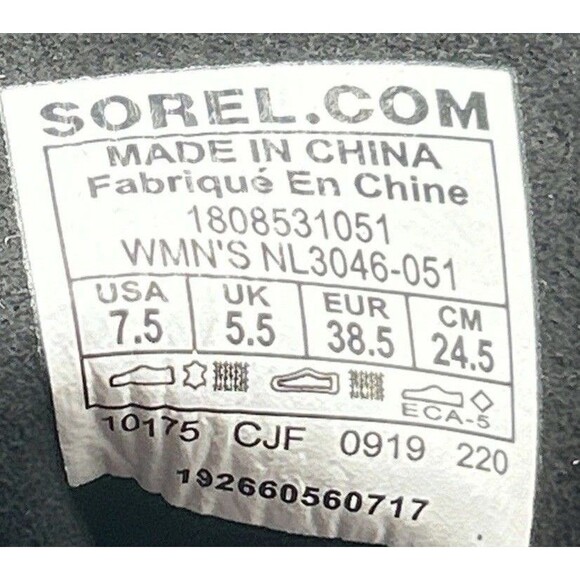 SOREL.COM
MADE IN CHINA
Fabriqué En Chine
1808531051
WMN'S NL3046-051
USA UK EUR CM
7.5 5.5 38.5 24.5
ECA-5
10175 CJF 0919 220
192660560717